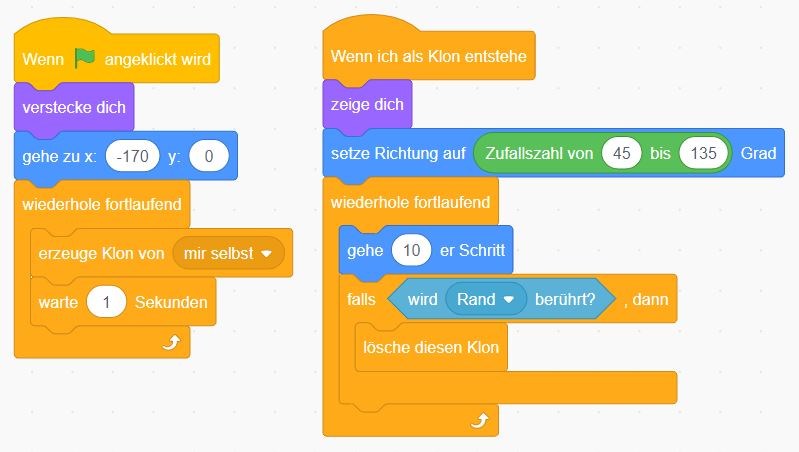 Wenn angeklickt wird
verstecke dich
gehe zu x: -170 y: 0
wiederhole fortlaufend
erzeuge Klon von mir selbst
warte 1 Sekunden
Wenn ich als Klon entstehe
zeige dich
setze Richtung auf Zufallszahl von 45 bis 135 Grad
wiederhole fortlaufend
gehe 10 er Schritt
falls wird Rand berührt? , dann
lösche diesen Klon